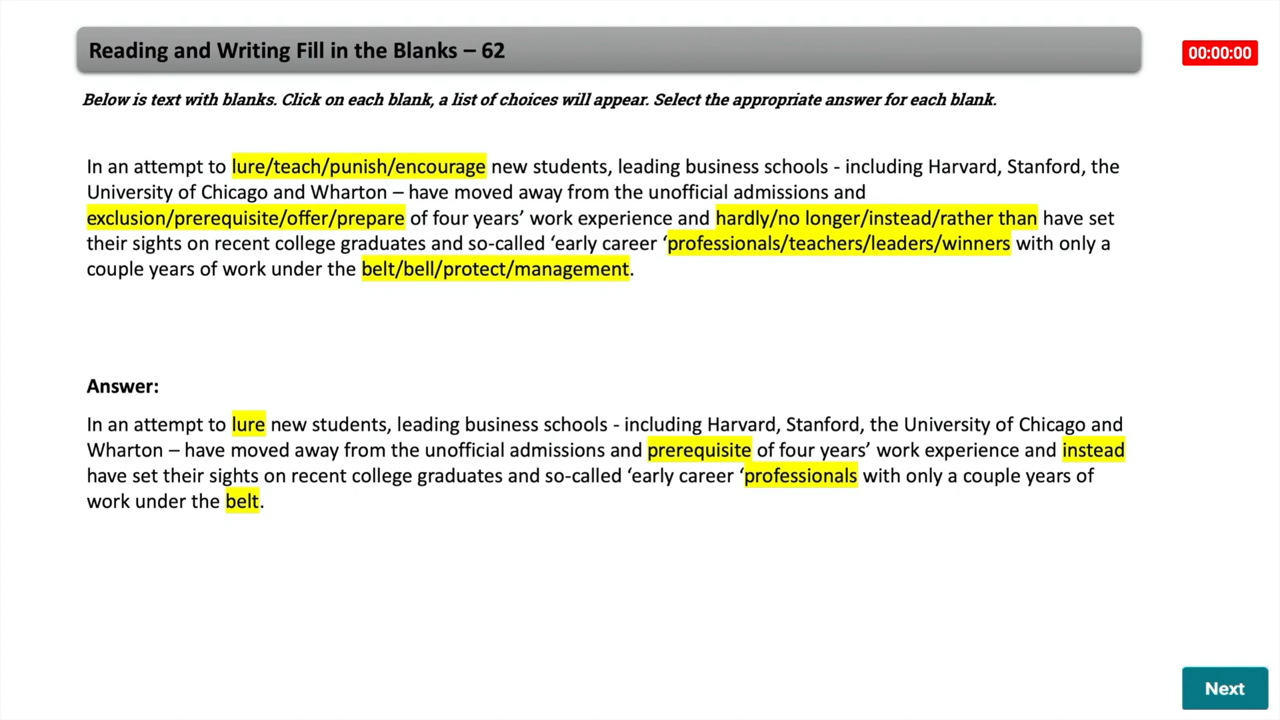 Reading and Writing Fill in the Blanks – 62
00:00:00
Below is text with blanks. Click on each blank, a list of choices will appear. Select the appropriate answer for each blank.
In an attempt to lure/teach/punish/encourage new students, leading business schools - including Harvard, Stanford, the
University of Chicago and Wharton – have moved away from the unofficial admissions and
exclusion/prerequisite/offer/prepare of four years’ work experience and hardly/no longer/instead/rather than have set
their sights on recent college graduates and so-called ‘early career ‘professionals/teachers/leaders/winners with only a
couple years of work under the belt/bell/protect/management.
Answer:
In an attempt to lure new students, leading business schools - including Harvard, Stanford, the University of Chicago and
Wharton – have moved away from the unofficial admissions and prerequisite of four years’ work experience and instead
have set their sights on recent college graduates and so-called ‘early career ‘professionals with only a couple years of
work under the belt.
Next